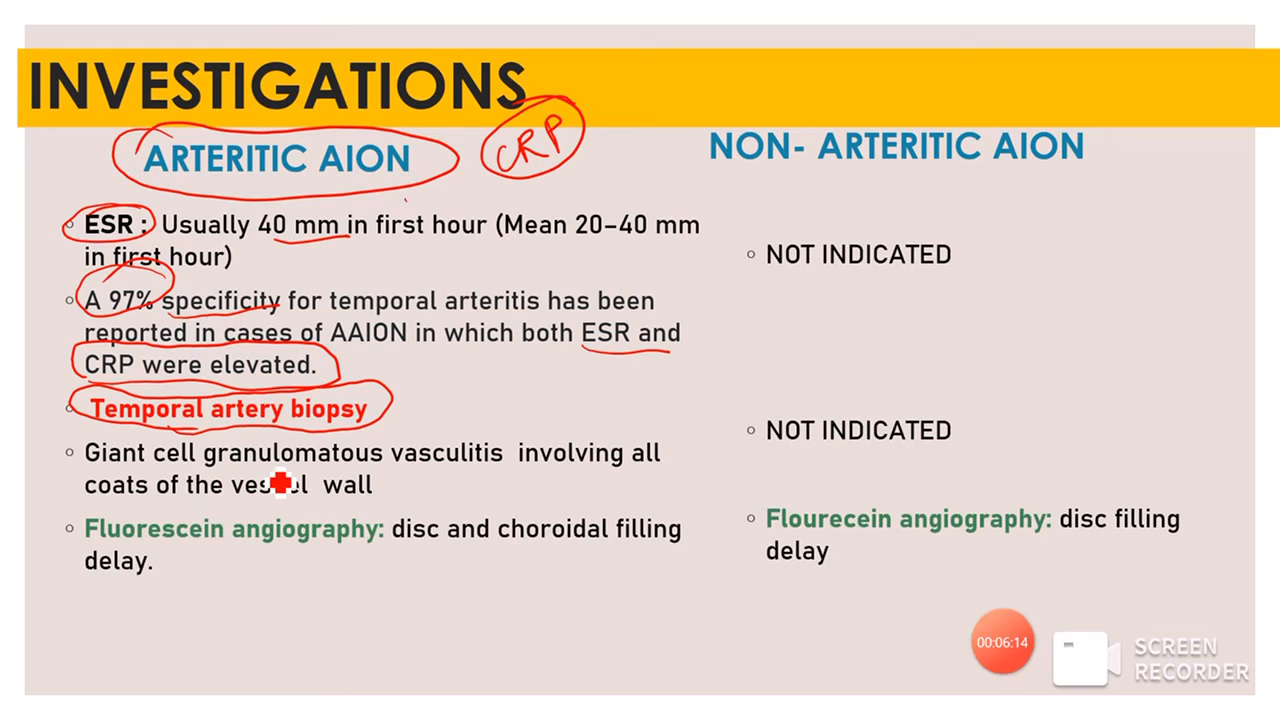 INVESTIGATIONS
CRP
ARTERITIC AION
ESR : Usually 40 mm in first hour (Mean 20–40 mm
in first hour)
A 97% specificity for temporal arteritis has been
reported in cases of AAION in which both ESR and
CRP were elevated.
Temporal artery biopsy
Giant cell granulomatous vasculitis involving all
coats of the vessel wall
Fluorescein angiography: disc and choroidal filling
delay.
NON- ARTERITIC AION
NOT INDICATED
NOT INDICATED
Flourecein angiography: disc filling
delay
00:06:14
SCREEN
RECORDER